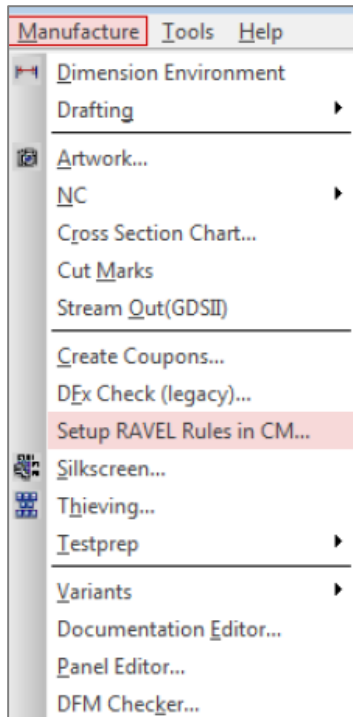 Manufacture Tools Help
Dimension Environment
Drafting
Artwork...
NC
Cross Section Chart...
Cut Marks
Stream Out(GDSII)
Create Coupons...
DFx Check (legacy)...
Setup RAVEL Rules in CM...
Silkscreen...
Thieving...
Testprep
Variants
Documentation Editor...
Panel Editor...
DFM Checker...